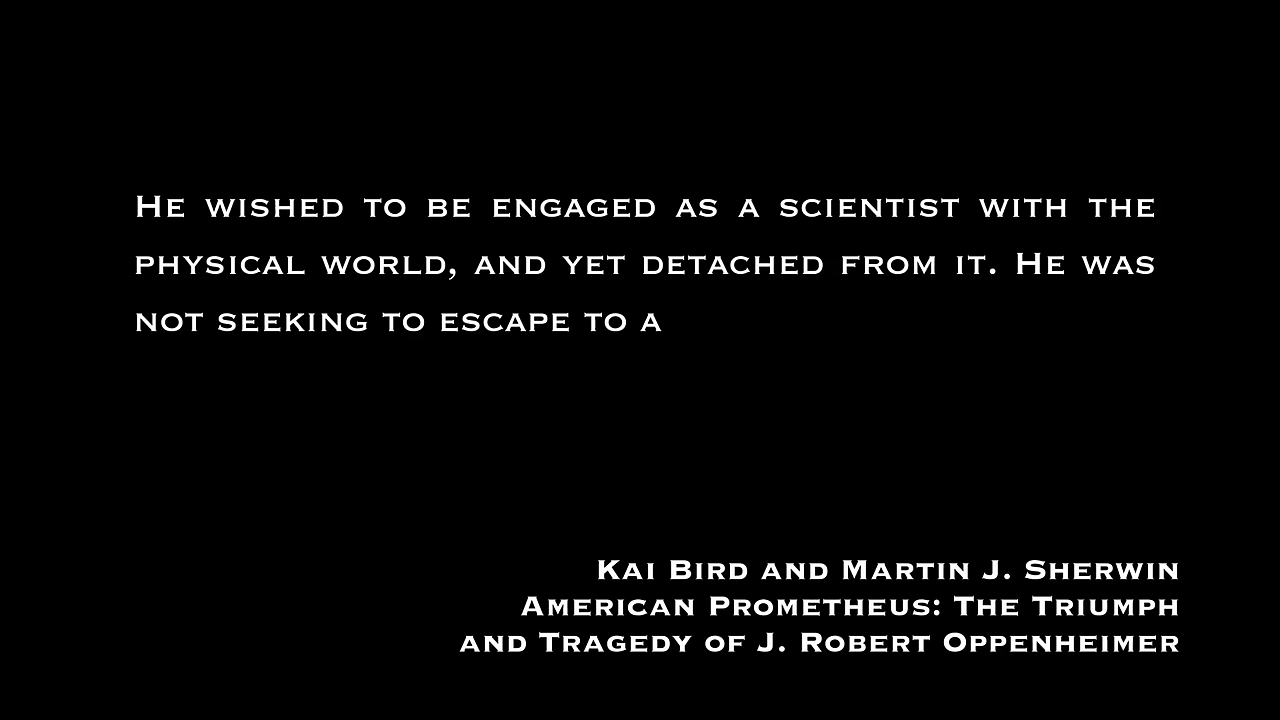 He wished to be engaged as a scientist with the
physical world, and yet detached from it. He was
not seeking to escape to a
Kai Bird and Martin J. Sherwin
American Prometheus: The Triumph
and Tragedy of J. Robert Oppenheimer